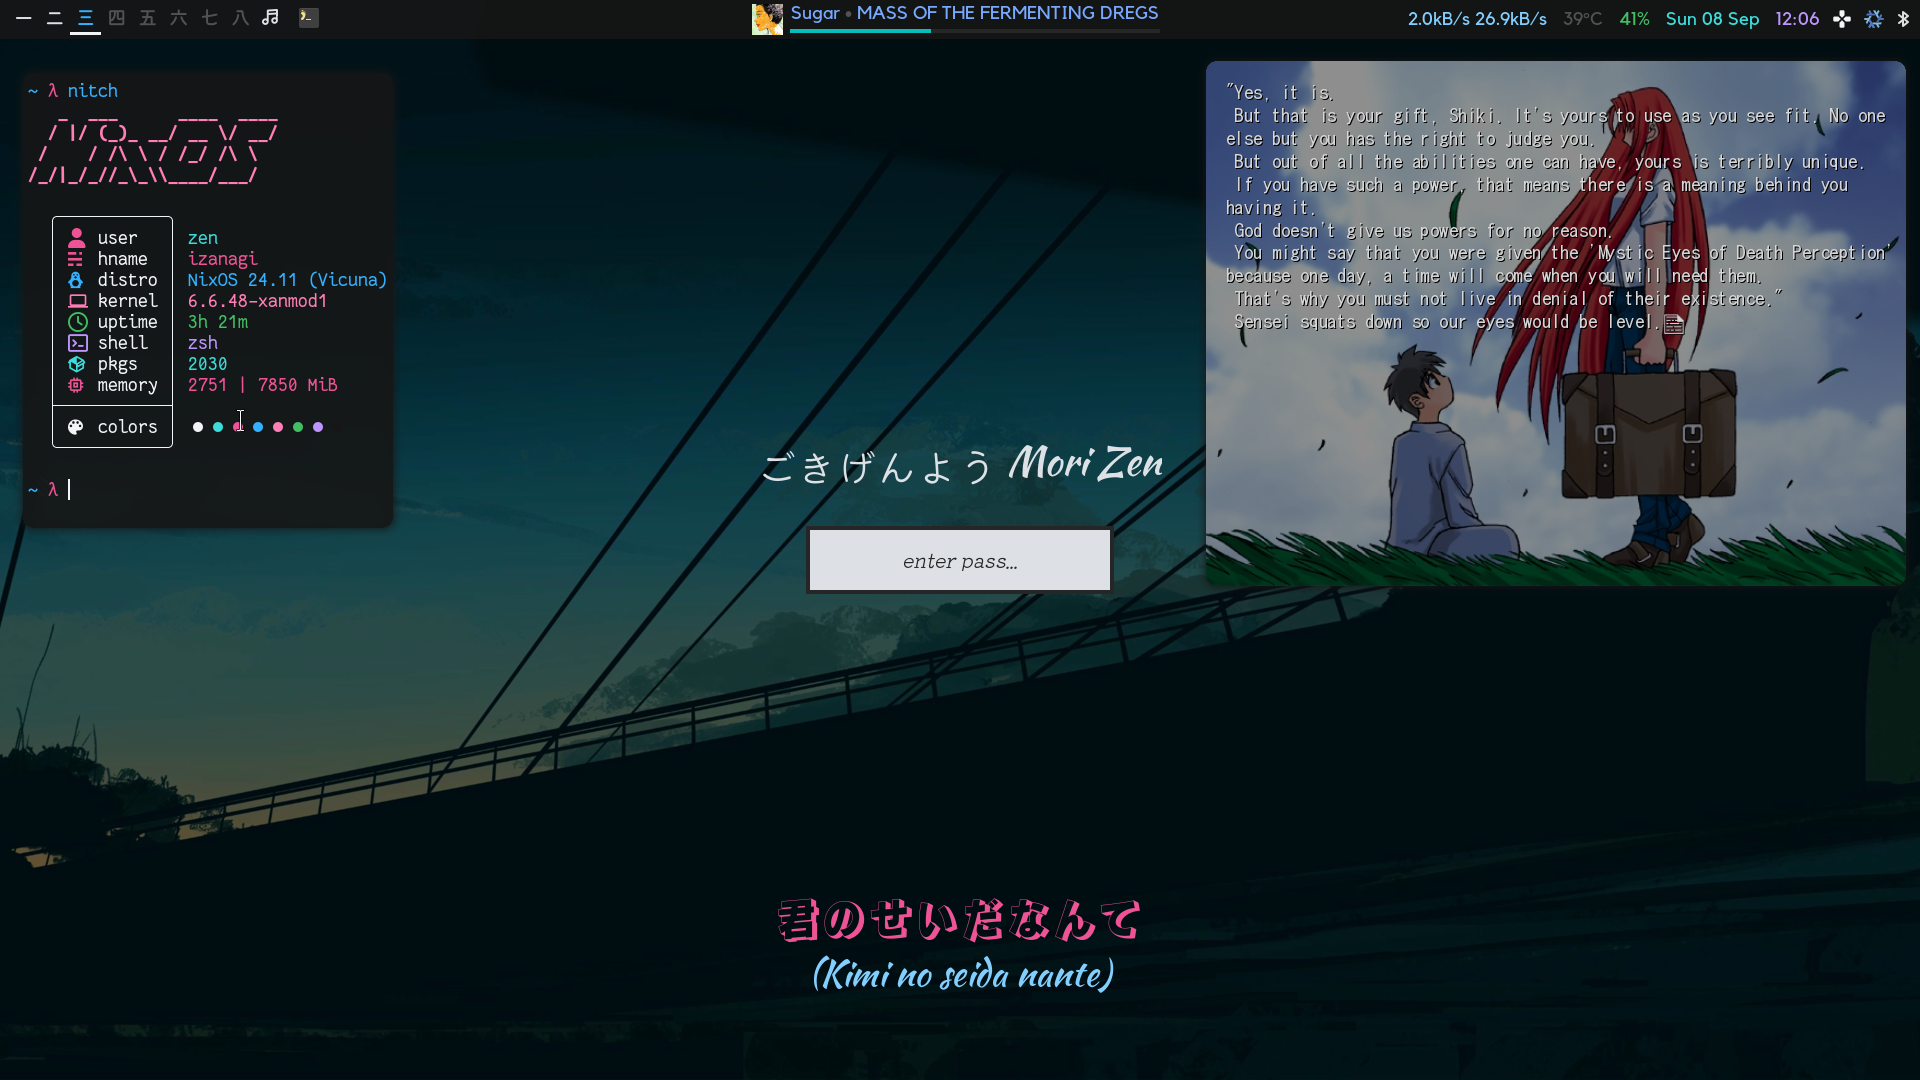 一 二 三 四 五 六 七 八
Sugar • MASS OF THE FERMENTING DREGS
2.0kB/s 26.9kB/s 39°C 41% Sun 08 Sep 12:06
~ λ nitch
user zen
hname izanagi
distro NixOS 24.11 (Vicuna)
kernel 6.6.48-xanmod1
uptime 3h 21m
shell zsh
pkgs 2030
memory 2751 | 7850 MiB
colors
~ λ
"Yes, it is.
But that is your gift, Shiki. It's yours to use as you see fit. No one
else but you has the right to judge you.
But out of all the abilities one can have, yours is terribly unique.
If you have such a power, that means there is a meaning behind you
having it.
God doesn't give us powers for no reason.
You might say that you were given the 'Mystic Eyes of Death Perception'
because one day, a time will come when you will need them.
That's why you must not live in denial of their existence."
Sensei squats down so our eyes would be level.
ごきげんよう Mori Zen
enter pass...
君のせいだなんて
(Kimi no seida nante)